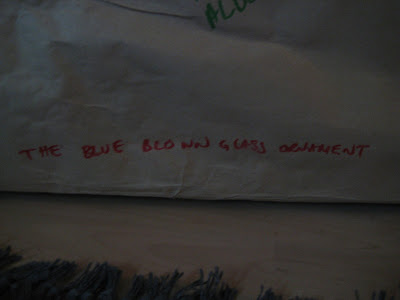 THE BLUE BLOWN GLASS ORNAMENT